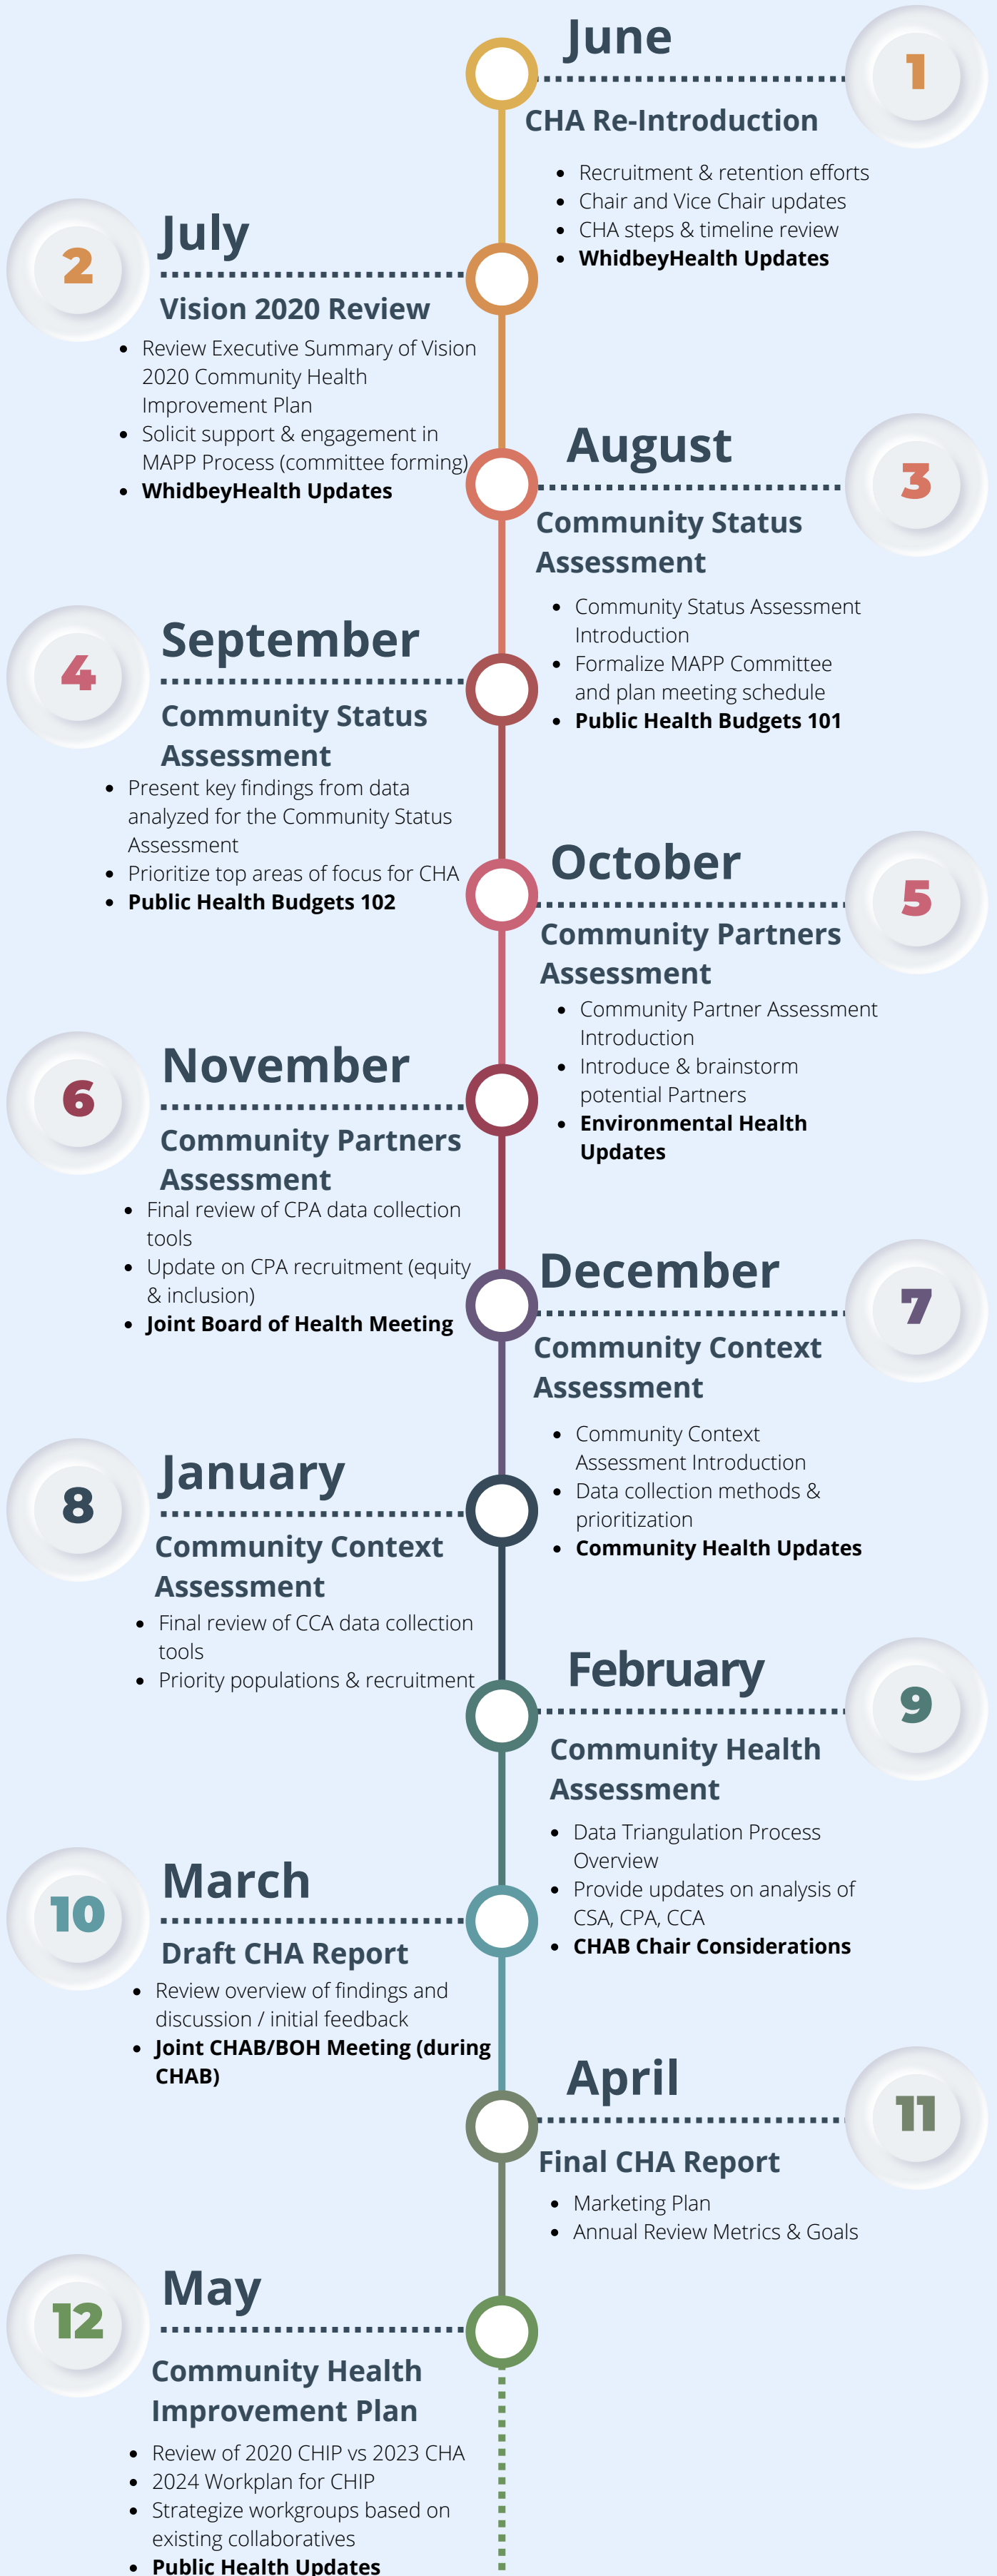 June
1
CHA Re-Introduction
• Recruitment & retention efforts
• Chair and Vice Chair updates
• CHA steps & timeline review
• WhidbeyHealth Updates
2
July
Vision 2020 Review
• Review Executive Summary of Vision
2020 Community Health
Improvement Plan
• Solicit support & engagement in
MAPP Process (committee forming)
• WhidbeyHealth Updates
August
3
Community Status
Assessment
• Community Status Assessment
Introduction
• Formalize MAPP Committee
and plan meeting schedule
• Public Health Budgets 101
4
September
Community Status
Assessment
• Present key findings from data
analyzed for the Community Status
Assessment
• Prioritize top areas of focus for CHA
• Public Health Budgets 102
October
5
Community Partners
Assessment
• Community Partner Assessment
Introduction
• Introduce & brainstorm
potential Partners
• Environmental Health
Updates
6
November
Community Partners
Assessment
• Final review of CPA data collection
tools
• Update on CPA recruitment (equity
& inclusion)
• Joint Board of Health Meeting
December
7
Community Context
Assessment
• Community Context
Assessment Introduction
• Data collection methods &
prioritization
• Community Health Updates
8
January
Community Context
Assessment
• Final review of CCA data collection
tools
• Priority populations & recruitment
February
9
Community Health
Assessment
• Data Triangulation Process
Overview
• Provide updates on analysis of
CSA, CPA, CCA
• CHAB Chair Considerations
10
March
Draft CHA Report
• Review overview of findings and
discussion / initial feedback
• Joint CHAB/BOH Meeting (during
CHAB)
April
11
Final CHA Report
• Marketing Plan
• Annual Review Metrics & Goals
12
May
Community Health
Improvement Plan
• Review of 2020 CHIP vs 2023 CHA
• 2024 Workplan for CHIP
• Strategize workgroups based on
existing collaboratives
• Public Health Updates